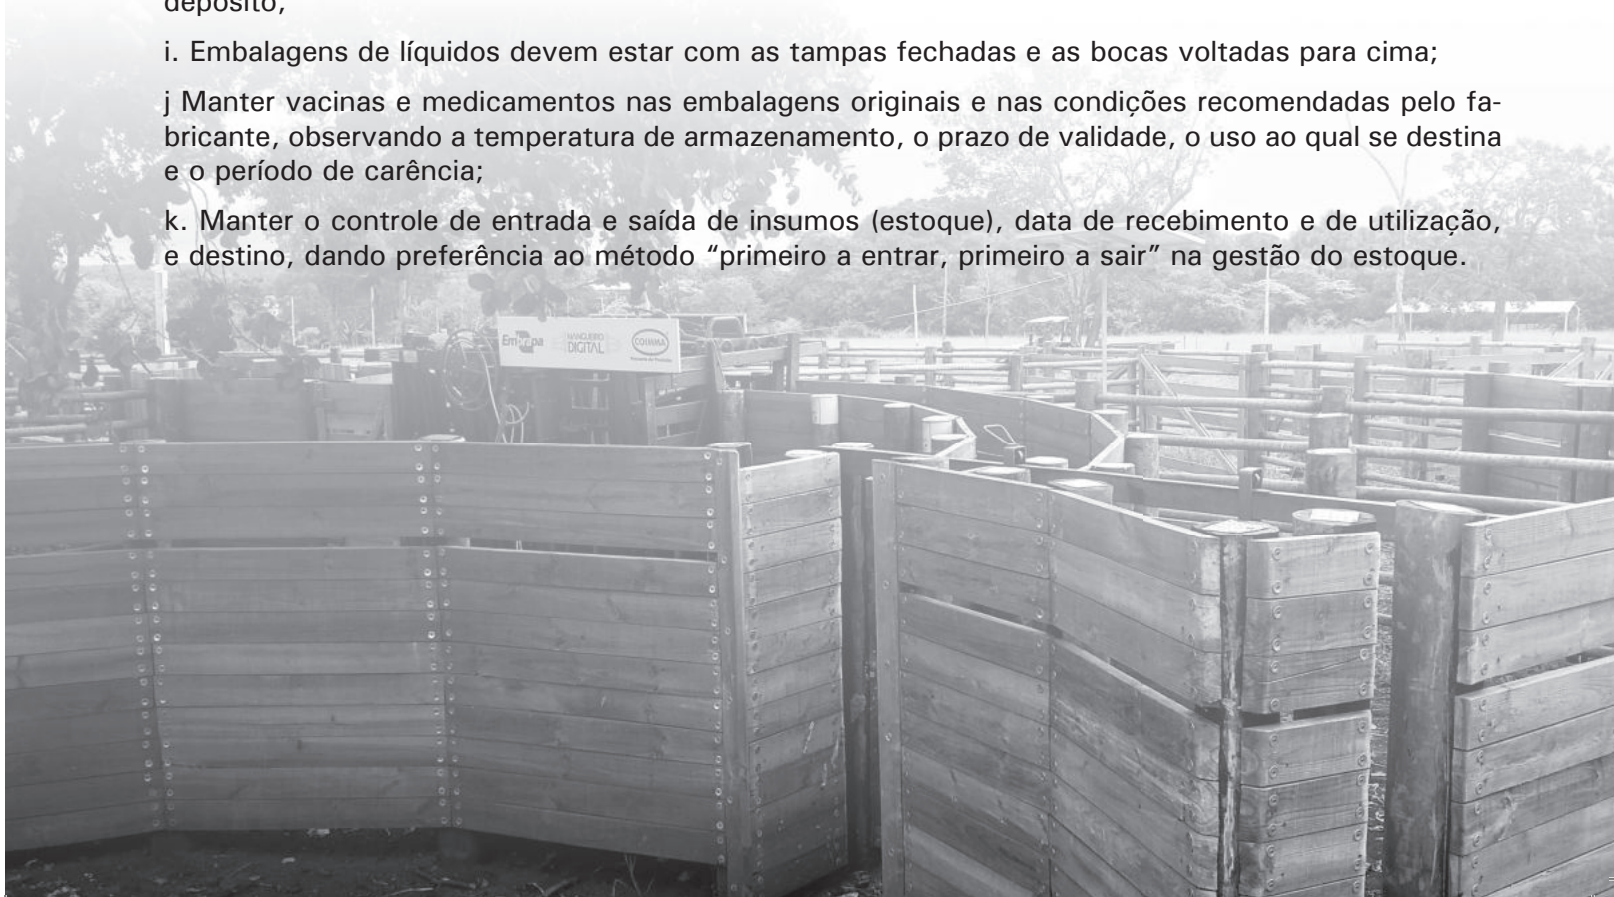 depósito;
i. Embalagens de líquidos devem estar com as tampas fechadas e as bocas voltadas para cima;
j Manter vacinas e medicamentos nas embalagens originais e nas condições recomendadas pelo fa-
bricante, observando a temperatura de armazenamento, o prazo de validade, o uso ao qual se destina
e o período de carência;
k. Manter o controle de entrada e saída de insumos (estoque), data de recebimento e de utilização,
e destino, dando preferência ao método “primeiro a entrar, primeiro a sair” na gestão do estoque.
Embrapa
MANGUEIRO
DIGITAL
COIMMA